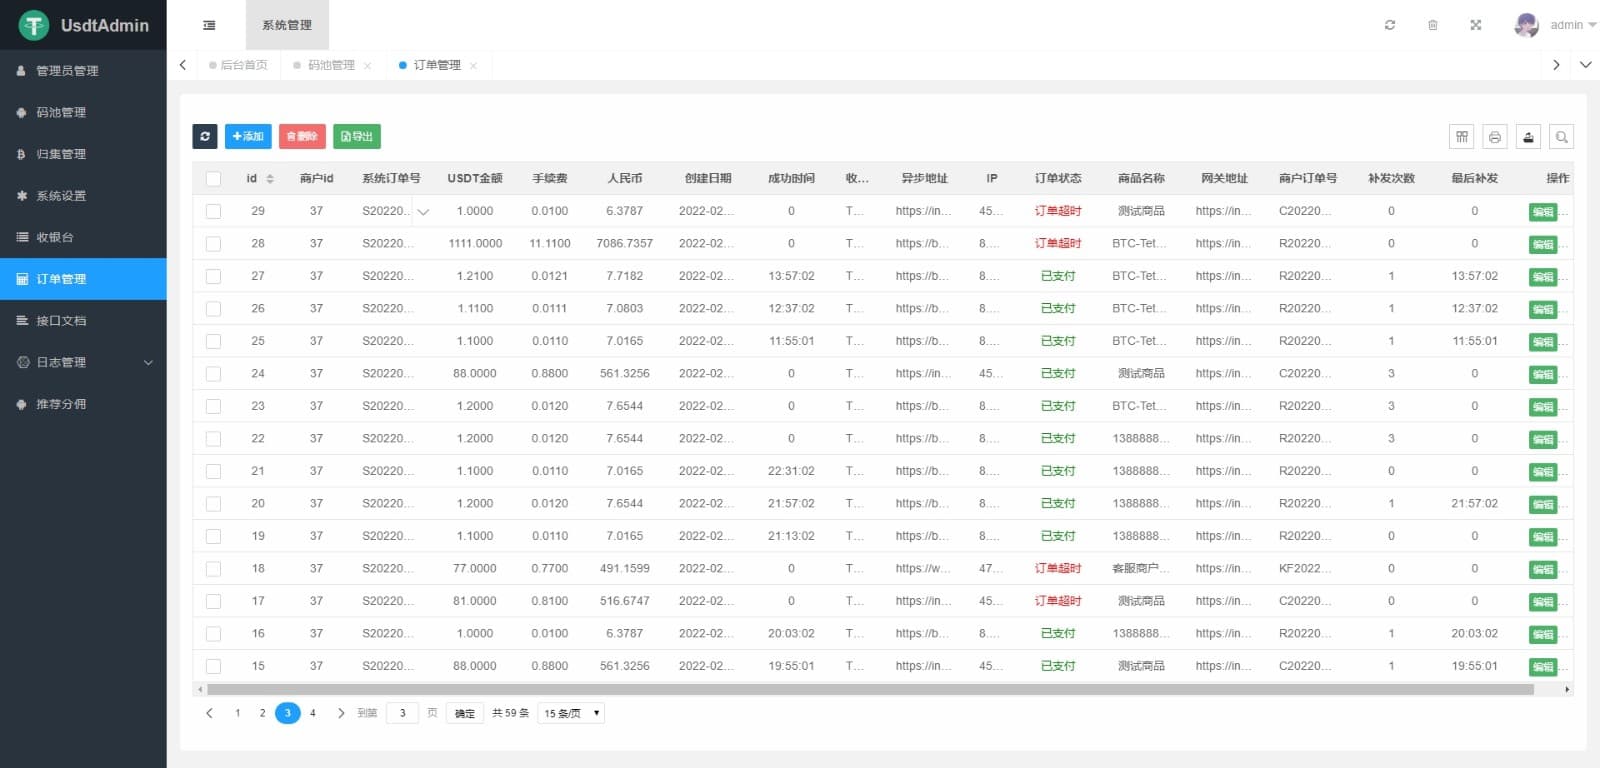 UsdtAdmin
系统管理
admin
后台首页 码池管理 订单管理
管理员管理
码池管理
归集管理
系统设置
收银台
订单管理
接口文档
日志管理
推荐分佣
添加 删除 导出
id 商户id 系统订单号 USDT金额 手续费 人民币 创建日期 成功时间 收... 异步地址 IP 订单状态 商品名称 网关地址 商户订单号 补发次数 最后补发 操作
29 37 S20220... 1.0000 0.0100 6.3787 2022-02... 0 T... https://in... 45... 订单超时 测试商品 https://in... C20220... 0 0 编辑...
28 37 S20220... 1111.0000 11.1100 7086.7357 2022-02... 0 T... https://b... 8.... 订单超时 BTC-Tet... https://in... R20220... 0 0 编辑...
27 37 S20220... 1.2100 0.0121 7.7182 2022-02... 13:57:02 T... https://b... 8.... 已支付 BTC-Tet... https://in... R20220... 1 13:57:02 编辑...
26 37 S20220... 1.1100 0.0111 7.0803 2022-02... 12:37:02 T... https://b... 8.... 已支付 BTC-Tet... https://in... R20220... 1 12:37:02 编辑...
25 37 S20220... 1.1000 0.0110 7.0165 2022-02... 11:55:01 T... https://b... 8.... 已支付 BTC-Tet... https://in... R20220... 1 11:55:01 编辑...
24 37 S20220... 88.0000 0.8800 561.3256 2022-02... 0 T... https://in... 45... 已支付 测试商品 https://in... C20220... 3 0 编辑...
23 37 S20220... 1.2000 0.0120 7.6544 2022-02... 0 T... https://b... 8.... 已支付 BTC-Tet... https://in... R20220... 3 0 编辑...
22 37 S20220... 1.2000 0.0120 7.6544 2022-02... 0 T... https://b... 8.... 已支付 1388888... https://in... R20220... 3 0 编辑...
21 37 S20220... 1.1000 0.0110 7.0165 2022-02... 22:31:02 T... https://b... 8.... 已支付 1388888... https://in... R20220... 0 0 编辑...
20 37 S20220... 1.2000 0.0120 7.6544 2022-02... 21:57:02 T... https://b... 8.... 已支付 1388888... https://in... R20220... 1 21:57:02 编辑...
19 37 S20220... 1.1000 0.0110 7.0165 2022-02... 21:13:02 T... https://b... 8.... 已支付 1388888... https://in... R20220... 0 0 编辑...
18 37 S20220... 77.0000 0.7700 491.1599 2022-02... 0 T... https://w... 47... 订单超时 客服商户... https://in... KF2022... 0 0 编辑...
17 37 S20220... 81.0000 0.8100 516.6747 2022-02... 0 T... https://in... 45... 订单超时 测试商品 https://in... C20220... 0 0 编辑...
16 37 S20220... 1.0000 0.0100 6.3787 2022-02... 20:03:02 T... https://b... 8.... 已支付 1388888... https://in... R20220... 1 20:03:02 编辑...
15 37 S20220... 88.0000 0.8800 561.3256 2022-02... 19:55:01 T... https://in... 45... 已支付 测试商品 https://in... C20220... 1 19:55:01 编辑...
1 2 3 4 到第 3 页 确定 共 59 条 15 条/页